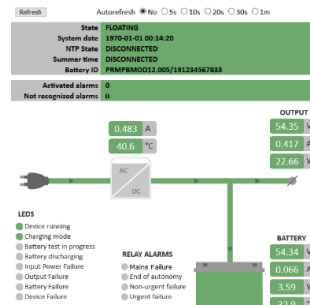 Refresh Autorefresh No 5s 10s 20s 30s 1m
State FLOATING
System date 1970-01-01 00:14:20
NTP State DISCONNECTED
Summer time DISCONNECTED
Battery ID PRMPBMOD12.005/191234567833
Activated alarms 0
Not recognized alarms 0
OUTPUT
0.483 A
54.35 V
40.6 °C
0.417 A
22.66 W
AC
DC
LEDS
Device running
Charging mode
Battery test in progress
Battery discharging
Input Power Failure
Output Failure
Battery Failure
Device Failure
RELAY ALARMS
Mains Failure
End of autonomy
Non-urgent failure
Urgent failure
BATTERY
54.34 V
0.066 A
3.59 W
32.9 °C